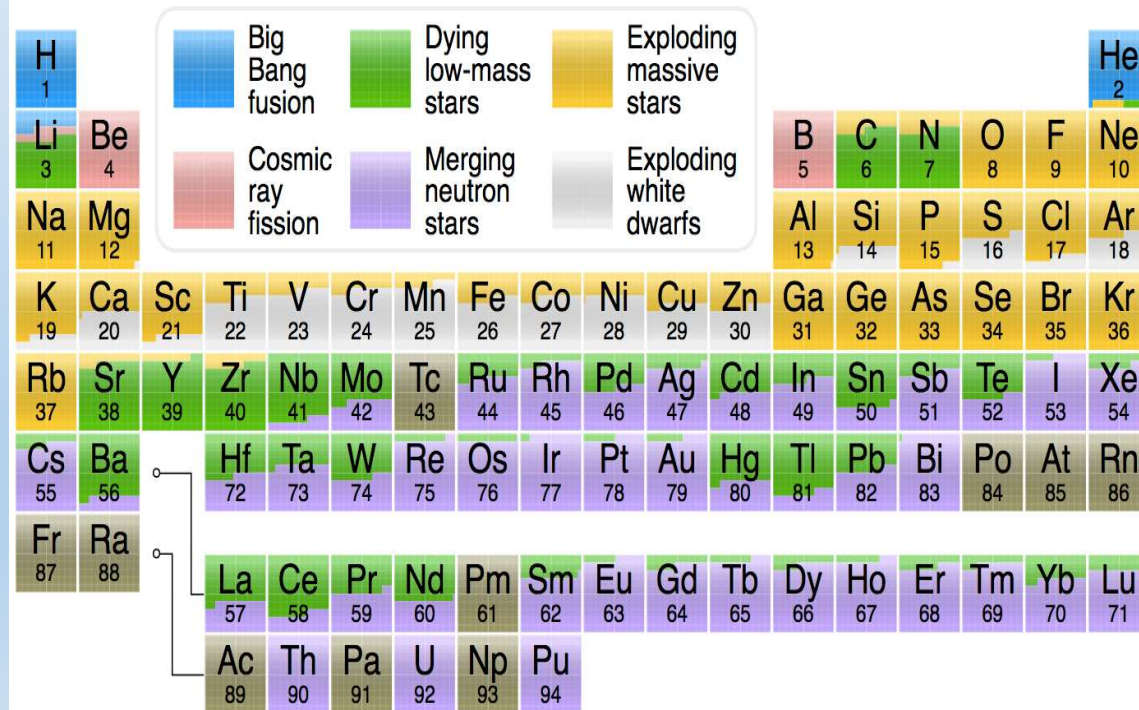 Big Bang fusion
Dying low-mass stars
Exploding massive stars
Cosmic ray fission
Merging neutron stars
Exploding white dwarfs
H He
1 2
Li Be B C N O F Ne
3 4 5 6 7 8 9 10
Na Mg Al Si P S Cl Ar
11 12 13 14 15 16 17 18
K Ca Sc Ti V Cr Mn Fe Co Ni Cu Zn Ga Ge As Se Br Kr
19 20 21 22 23 24 25 26 27 28 29 30 31 32 33 34 35 36
Rb Sr Y Zr Nb Mo Tc Ru Rh Pd Ag Cd In Sn Sb Te I Xe
37 38 39 40 41 42 43 44 45 46 47 48 49 50 51 52 53 54
Cs Ba Hf Ta W Re Os Ir Pt Au Hg Tl Pb Bi Po At Rn
55 56 72 73 74 75 76 77 78 79 80 81 82 83 84 85 86
Fr Ra
87 88
La Ce Pr Nd Pm Sm Eu Gd Tb Dy Ho Er Tm Yb Lu
57 58 59 60 61 62 63 64 65 66 67 68 69 70 71
Ac Th Pa U Np Pu
89 90 91 92 93 94